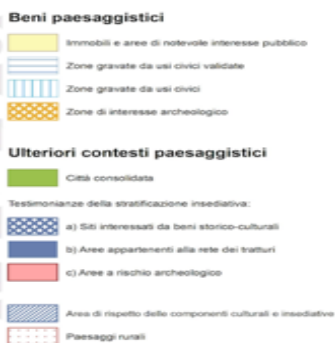 Beni paesaggistici
Immobili e aree di notevole interesse pubblico
Zone gravate da usi civici validate
Zone gravate da usi civici
Zone di interesse archeologico
Ulteriori contesti paesaggistici
Città consolidata
Testimonianze della stratificazione insediativa:
a) Siti interessati da beni storico-culturali
b) Aree appartenenti alla rete dei tratturi
c) Aree a rischio archeologico
Area di rispetto delle componenti culturali e insediative
Paesaggi rurali